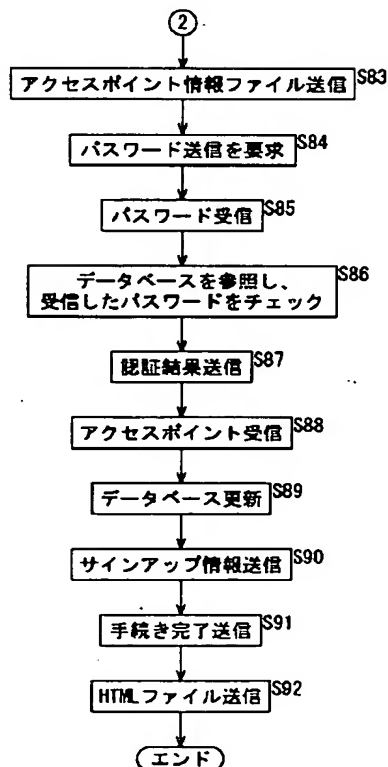 2
アクセスポイント情報ファイル送信 S83
パスワード送信を要求 S84
パスワード受信 S85
データベースを参照し、 S86
受信したパスワードをチェック
認証結果送信 S87
アクセスポイント受信 S88
データベース更新 S89
サインアップ情報送信 S90
手続き完了送信 S91
HTMLファイル送信 S92
エンド